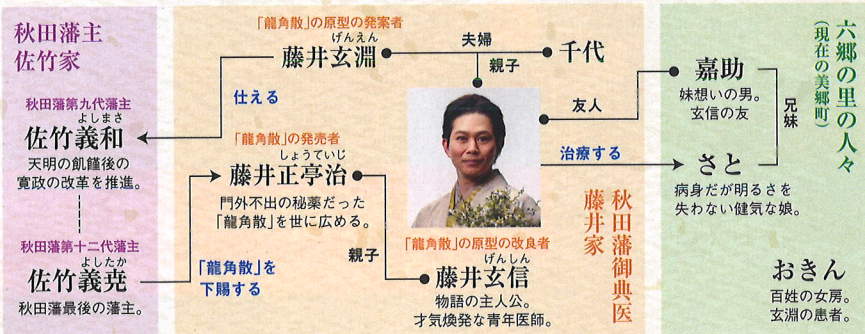 秋田藩主
佐竹家
秋田藩第九代藩主
よしまさ
佐竹義和
天明の飢饉後の
寛政の改革を推進。
秋田藩第十二代藩主
よしたか
佐竹義尭
秋田藩最後の藩主。
「龍角散」の原型の発案者
げんえん
藤井玄淵
夫婦
千代
親子
仕える
「龍角散」の発売者
しょうていじ
藤井正亭治
門外不出の秘薬だった
「龍角散」を世に広める。
「龍角散」を
下賜する
親子
「龍角散」の原型の改良者
げんしん
藤井玄信
物語の主人公。
才気煥発な青年医師。
秋田藩御典医
藤井家
友人
治療する
六郷の里の人々
（現在の美郷町）
嘉助
妹想いの男。
玄信の友
兄妹
さと
病身だが明るさを
失わない健気な娘。
おきん
百姓の女房。
玄淵の患者。